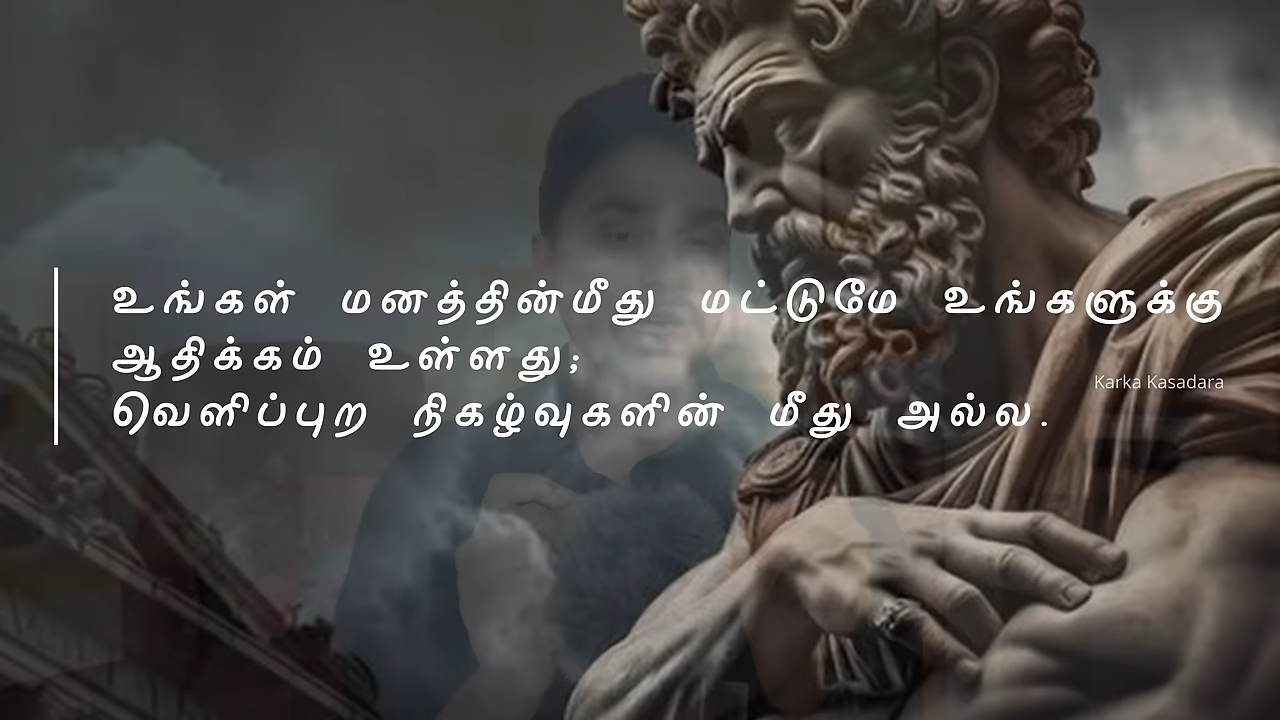 உங்கள் மனத்தின்மீது மட்டுமே உங்களுக்கு
ஆதிக்கம் உள்ளது;
வெளிப்புற நிகழ்வுகளின் மீது அல்ல.
Karka Kasadara